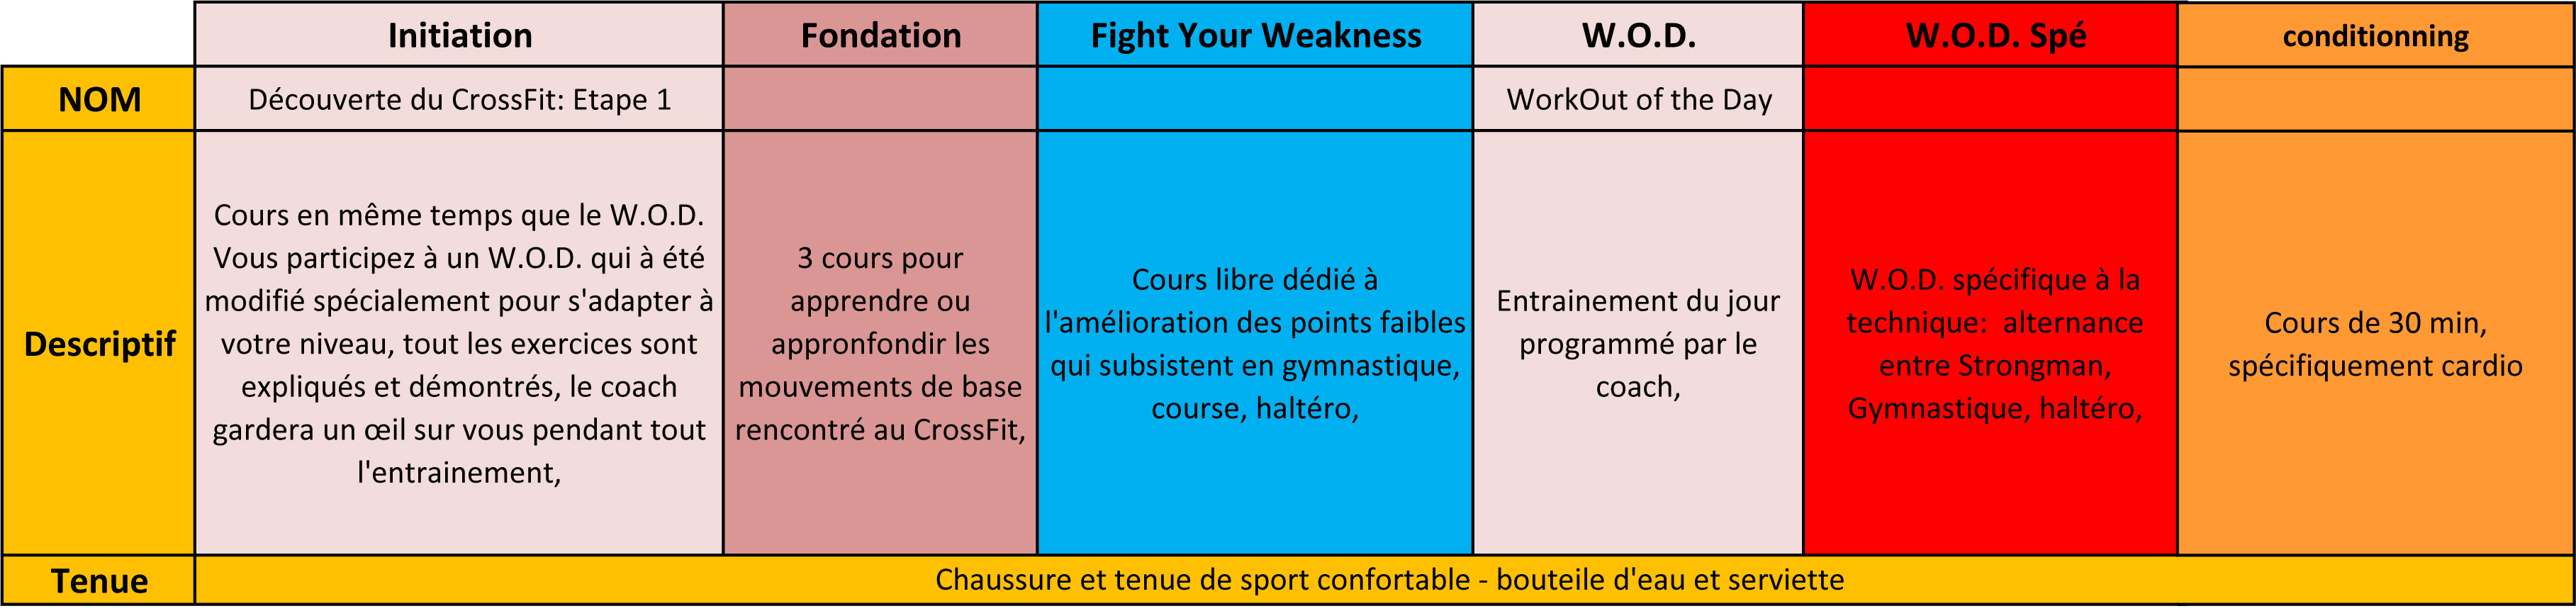 Initiation
Fondation
Fight Your Weakness
W.O.D.
W.O.D. Spé
conditionning
NOM
Découverte du CrossFit: Etape 1
WorkOut of the Day
Descriptif
Cours en même temps que le W.O.D.
Vous participez à un W.O.D. qui à été
modifié spécialement pour s'adapter à
votre niveau, tout les exercices sont
expliqués et démontrés, le coach
gardera un œil sur vous pendant tout
l'entrainement,
3 cours pour
apprendre ou
appronfondir les
mouvements de base
rencontré au CrossFit,
Cours libre dédié à
l'amélioration des points faibles
qui subsistent en gymnastique,
course, haltéro,
Entrainement du jour
programmé par le
coach,
W.O.D. spécifique à la
technique:  alternance
entre Strongman,
Gymnastique, haltéro,
Cours de 30 min,
spécifiquement cardio
Tenue
Chaussure et tenue de sport confortable - bouteile d'eau et serviette